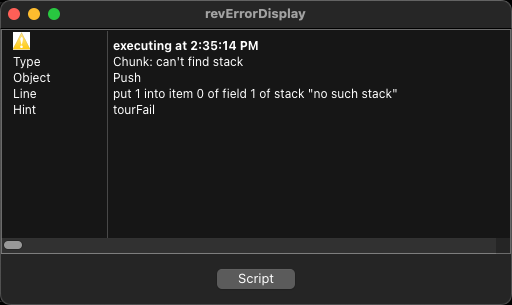 revErrorDisplay
executing at 2:35:14 PM
Type Chunk: can't find stack
Object Push
Line put 1 into item 0 of field 1 of stack "no such stack"
Hint tourFail
Script